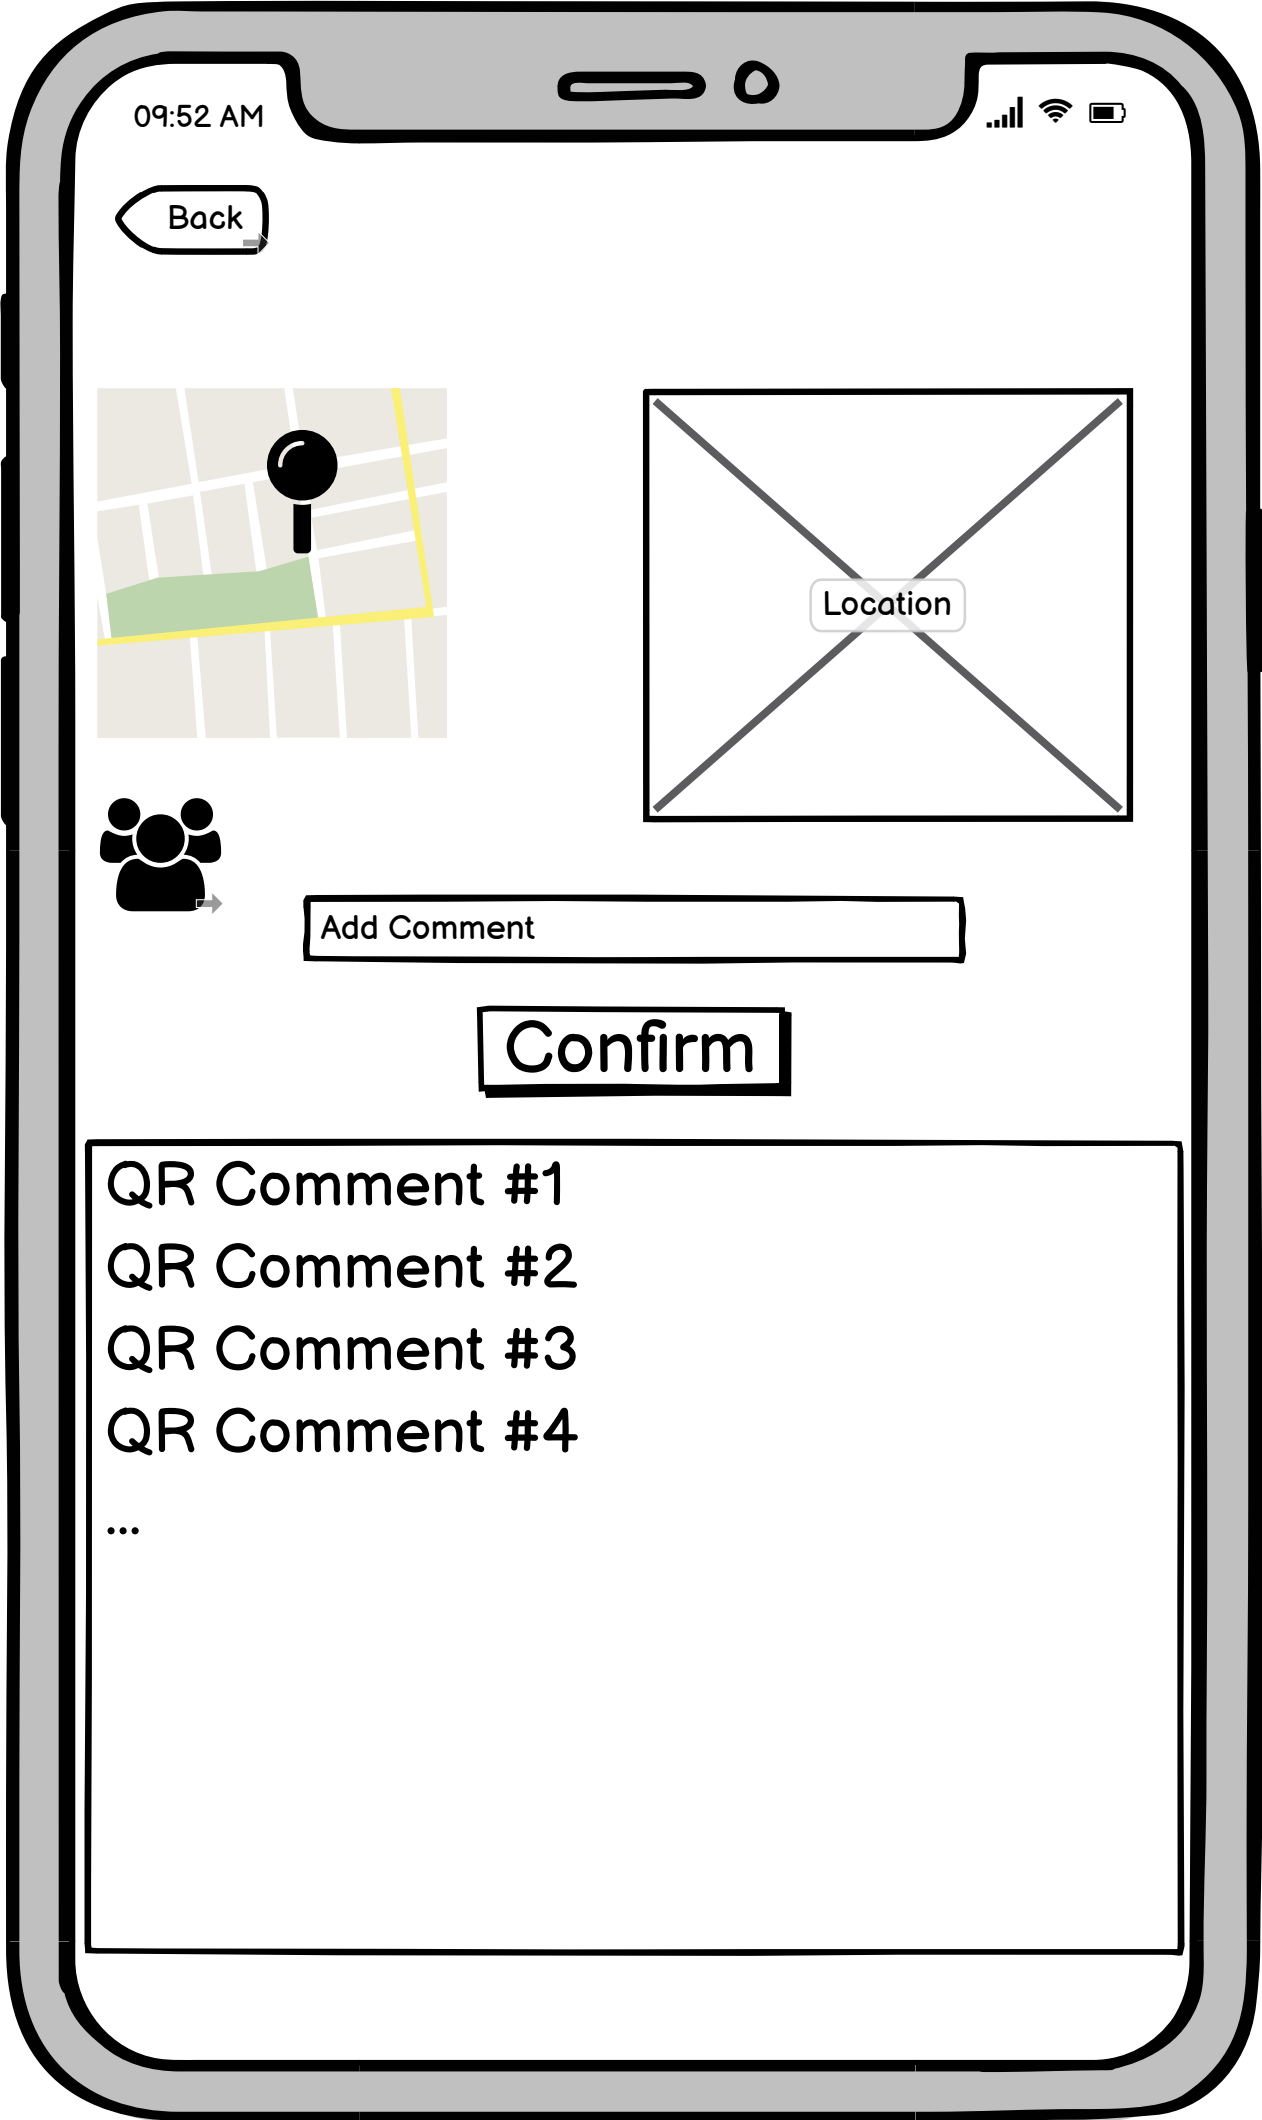 09:52 AM
Back
Location
Add Comment
Confirm
QR Comment #1
QR Comment #2
QR Comment #3
QR Comment #4
...